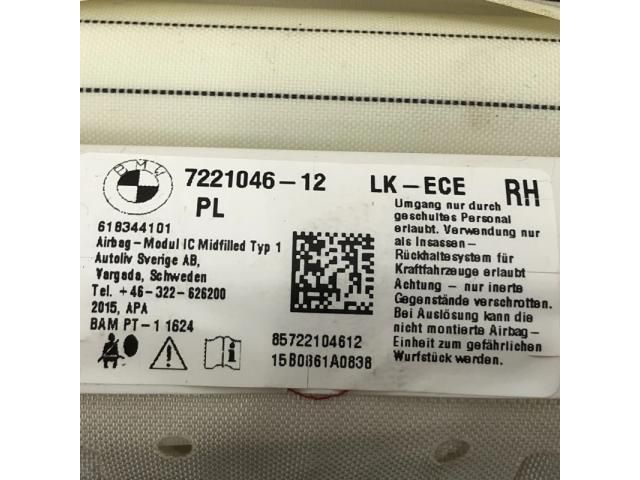 BMW
7221046-12 LK-ECE RH
PL
618344101
Airbag-Modul IC Midfilled Typ 1
Autoliv Sverige AB,
Vargada, Schweden
Tel. +46-322-626200
2015, APA
BAM PT-1 1624
85722104612
15B0861A0838
Umgang nur durch
geschultes Personal
erlaubt. Verwendung nur
als Insassen-
Rückhaltesystem für
Kraftfahrzeuge erlaubt
Achtung - nur inerte
Gegenstände verschrotten.
Bei Auslösung kann die
nicht montierte Airbag-
Einheit zum gefährlichen
Wurfstück werden.